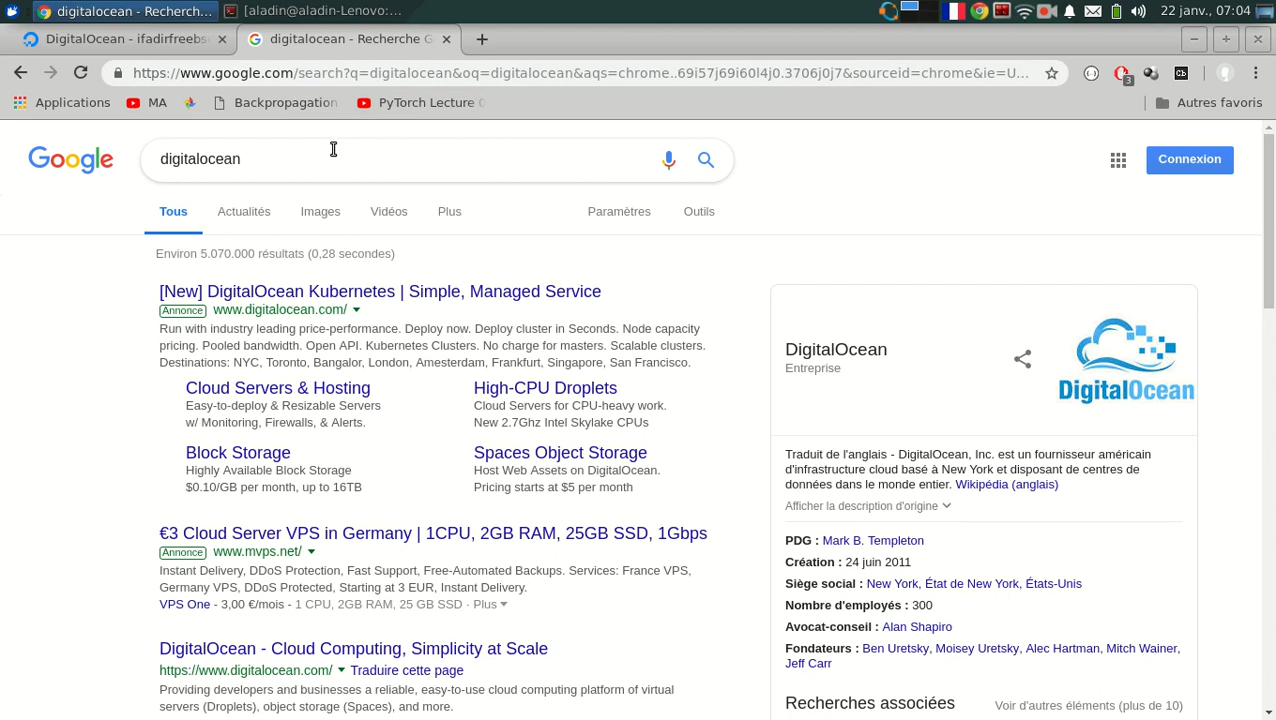 digitalocean - Recherch...
[aladin@aladin-Lenovo:...
22 janv., 07:04
DigitalOcean - ifadirfreebs
digitalocean - Recherche G
https://www.google.com/search?q=digitalocean&oq=digitalocean&aqs=chrome..69i57j69i60l4j0.3706j0j7&sourceid=chrome&ie=U...
3
Cb
Applications
MA
Backpropagation
PyTorch Lecture 0
Autres favoris
Google
digitalocean
Connexion
Tous
Actualités
Images
Vidéos
Plus
Paramètres
Outils
Environ 5.070.000 résultats (0,28 secondes)
[New] DigitalOcean Kubernetes | Simple, Managed Service
Annonce www.digitalocean.com/
Run with industry leading price-performance. Deploy now. Deploy cluster in Seconds. Node capacity
pricing. Pooled bandwidth. Open API. Kubernetes Clusters. No charge for masters. Scalable clusters.
Destinations: NYC, Toronto, Bangalor, London, Amsterdam, Frankfurt, Singapore, San Francisco.
Cloud Servers & Hosting
Easy-to-deploy & Resizable Servers
w/ Monitoring, Firewalls, & Alerts.
High-CPU Droplets
Cloud Servers for CPU-heavy work.
New 2.7Ghz Intel Skylake CPUs
Block Storage
Highly Available Block Storage
$0.10/GB per month, up to 16TB
Spaces Object Storage
Host Web Assets on DigitalOcean.
Pricing starts at $5 per month
€3 Cloud Server VPS in Germany | 1CPU, 2GB RAM, 25GB SSD, 1Gbps
Annonce www.mvps.net/
Instant Delivery, DDoS Protection, Fast Support, Free-Automated Backups. Services: France VPS,
Germany VPS, DDoS Protected, Starting at 3 EUR, Instant Delivery.
VPS One - 3,00 €/mois - 1 CPU, 2GB RAM, 25 GB SSD · Plus
DigitalOcean - Cloud Computing, Simplicity at Scale
https://www.digitalocean.com/ Traduire cette page
Providing developers and businesses a reliable, easy-to-use cloud computing platform of virtual
servers (Droplets), object storage (Spaces), and more.
DigitalOcean
Entreprise
DigitalOcean
Traduit de l'anglais - DigitalOcean, Inc. est un fournisseur américain
d'infrastructure cloud basé à New York et disposant de centres de
données dans le monde entier. Wikipédia (anglais)
Afficher la description d'origine
PDG : Mark B. Templeton
Création : 24 juin 2011
Siège social : New York, État de New York, États-Unis
Nombre d'employés : 300
Avocat-conseil : Alan Shapiro
Fondateurs : Ben Uretsky, Moisey Uretsky, Alec Hartman, Mitch Wainer,
Jeff Carr
Recherches associées
Voir d'autres éléments (plus de 10)